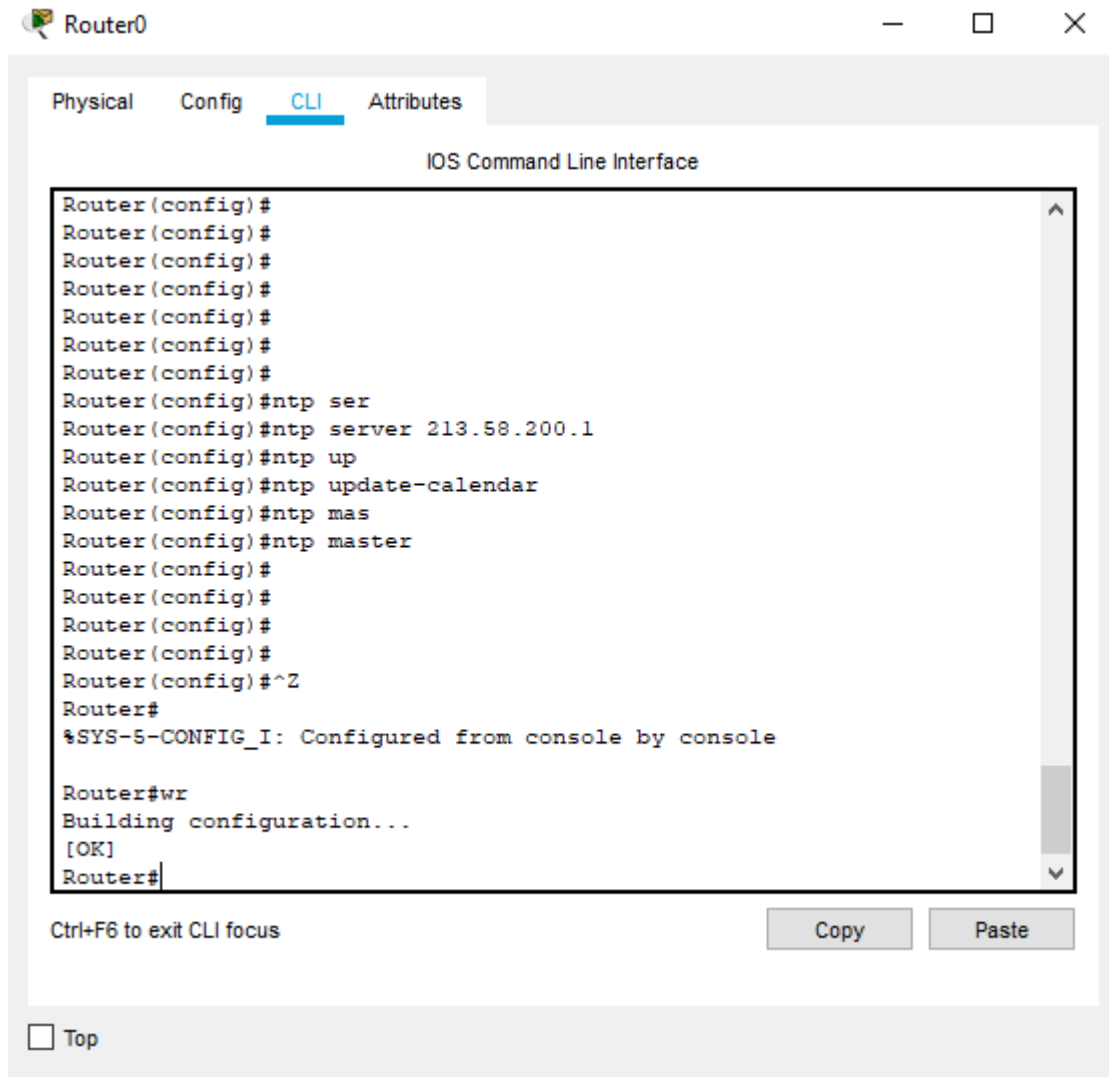 Router0
Physical Config CLI Attributes
IOS Command Line Interface
Router(config)#
Router(config)#
Router(config)#
Router(config)#
Router(config)#
Router(config)#
Router(config)#
Router(config)#ntp ser
Router(config)#ntp server 213.58.200.1
Router(config)#ntp up
Router(config)#ntp update-calendar
Router(config)#ntp mas
Router(config)#ntp master
Router(config)#
Router(config)#
Router(config)#
Router(config)#
Router(config)#^Z
Router#
%SYS-5-CONFIG_I: Configured from console by console
Router#wr
Building configuration...
[OK]
Router#
Ctrl+F6 to exit CLI focus Copy Paste
Top